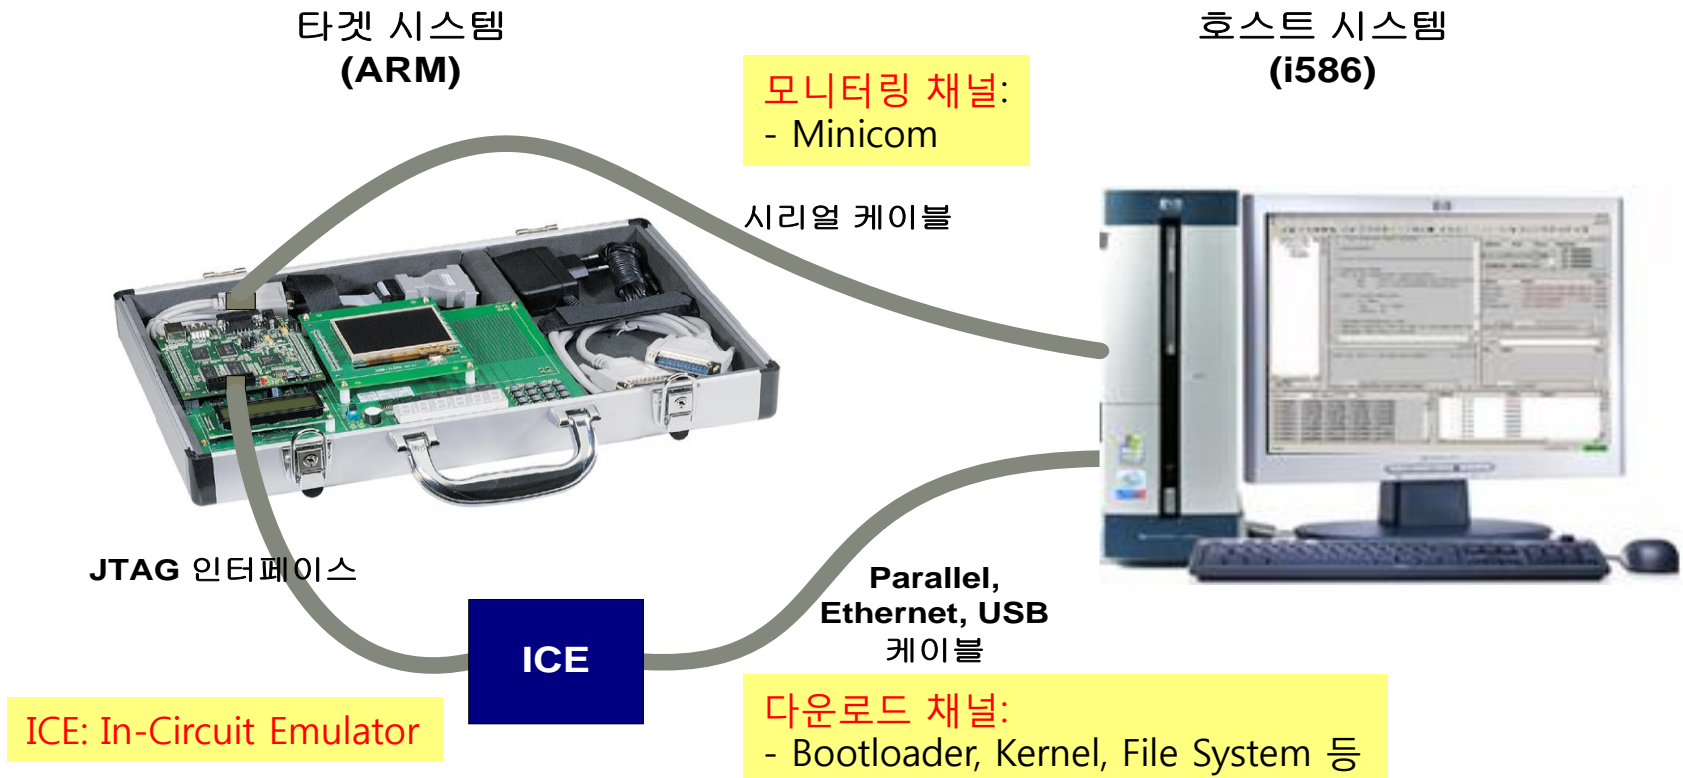 타겟 시스템
(ARM)
호스트 시스템
(i586)
모니터링 채널:
- Minicom
시리얼 케이블
JTAG 인터페이스
ICE
Parallel,
Ethernet, USB
케이블
ICE: In-Circuit Emulator
다운로드 채널:
- Bootloader, Kernel, File System 등